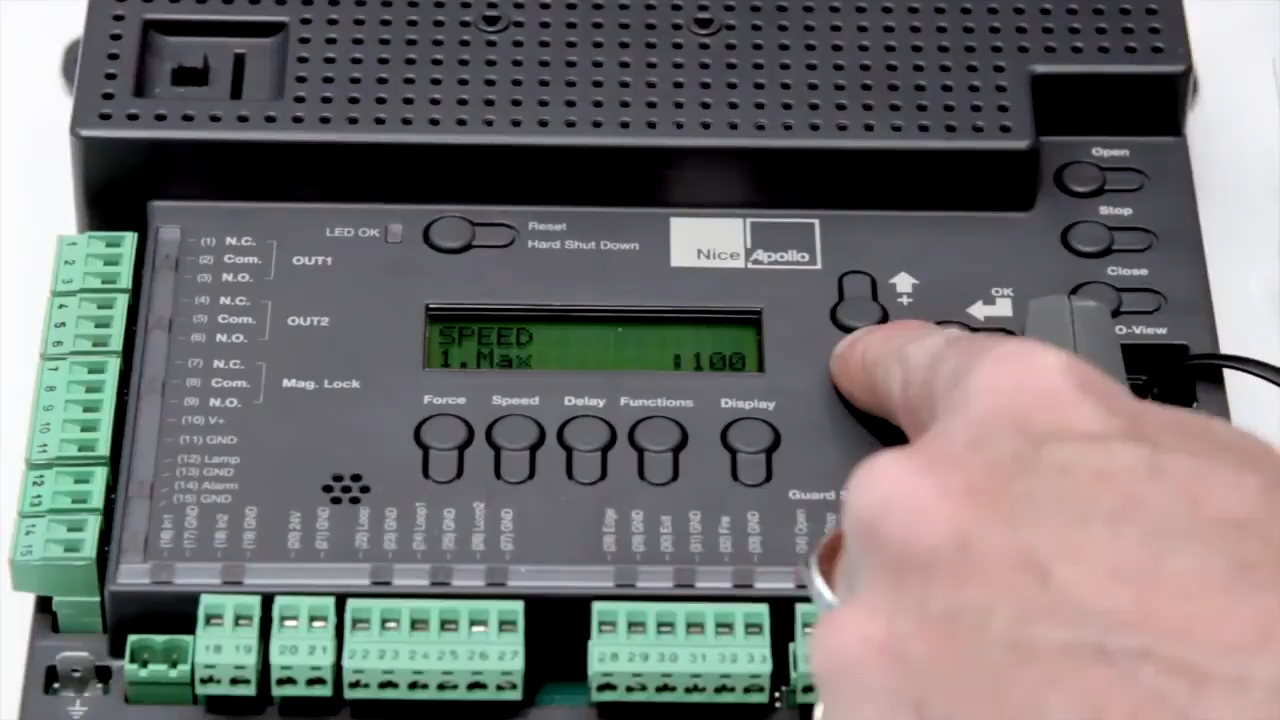 Open
Stop
Close
O-View
LED OK
Reset
Hard Shut Down
Nice Apollo
+
OK
SPEED
1.Max :100
Force Speed Delay Functions Display
(1) N.C.
(2) Com. OUT1
(3) N.O.
(4) N.C.
(5) Com. OUT2
(6) N.O.
(7) N.C.
(8) Com. Mag. Lock
(9) N.O.
(10) V+
(11) GND
(12) Lamp
(13) GND
(14) Alarm
(15) GND
Guard
(16) In1
(17) GND
(18) In2
(19) GND
(20) 24V
(21) GND
(22) Loop
(23) GND
(24) Loop1
(25) GND
(26) Loop2
(27) GND
(28) Edge
(29) GND
(30) Exit
(31) GND
(32) Fire
(33) GND
Open
1
2
3
4
5
6
7
8
9
10
11
12
13
14
15
18 19
20 21
22 23 24 25 26 27
28 29 30 31 32 33